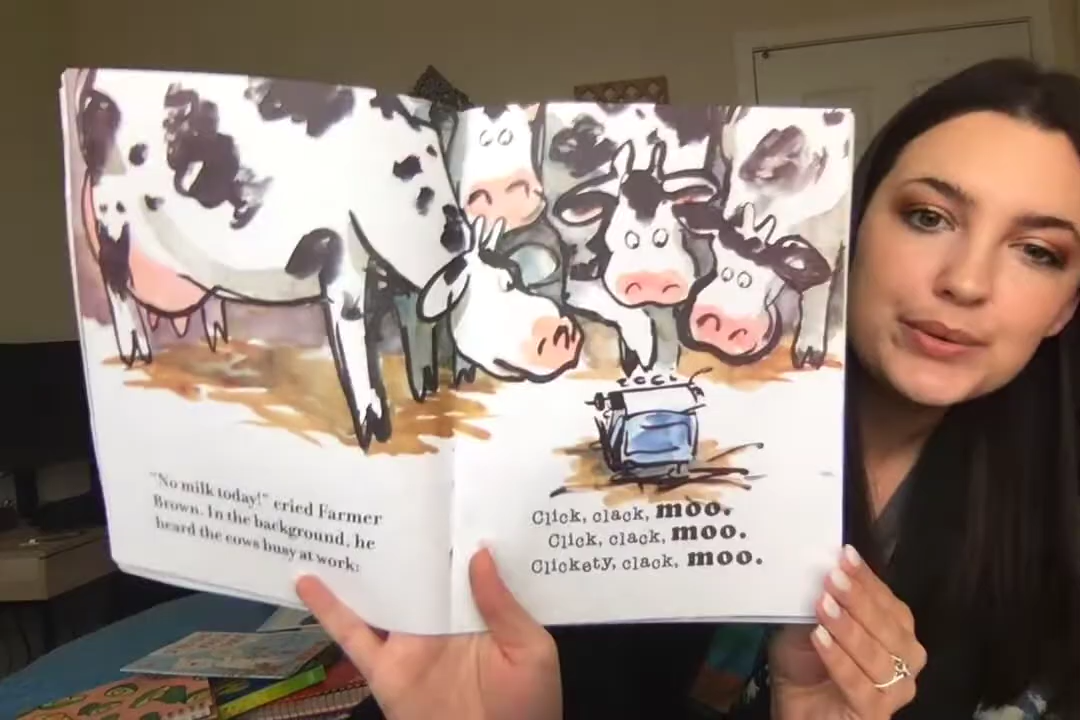 "No milk today!" cried Farmer
Brown. In the background, he
heard the cows busy at work:
Click, clack, moo.
Click, clack, moo.
Clickety, clack, moo.